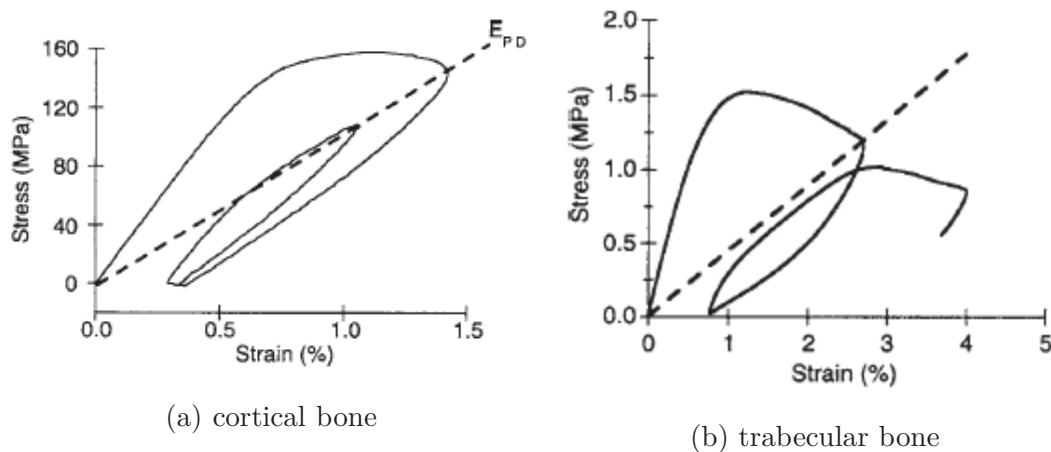 E_PD
160
120
80
40
0
Stress (MPa)
0.0 0.5 1.0 1.5
Strain (%)
(a) cortical bone
2.0
1.5
1.0
0.5
0.0
Stress (MPa)
0 1 2 3 4 5
Strain (%)
(b) trabecular bone